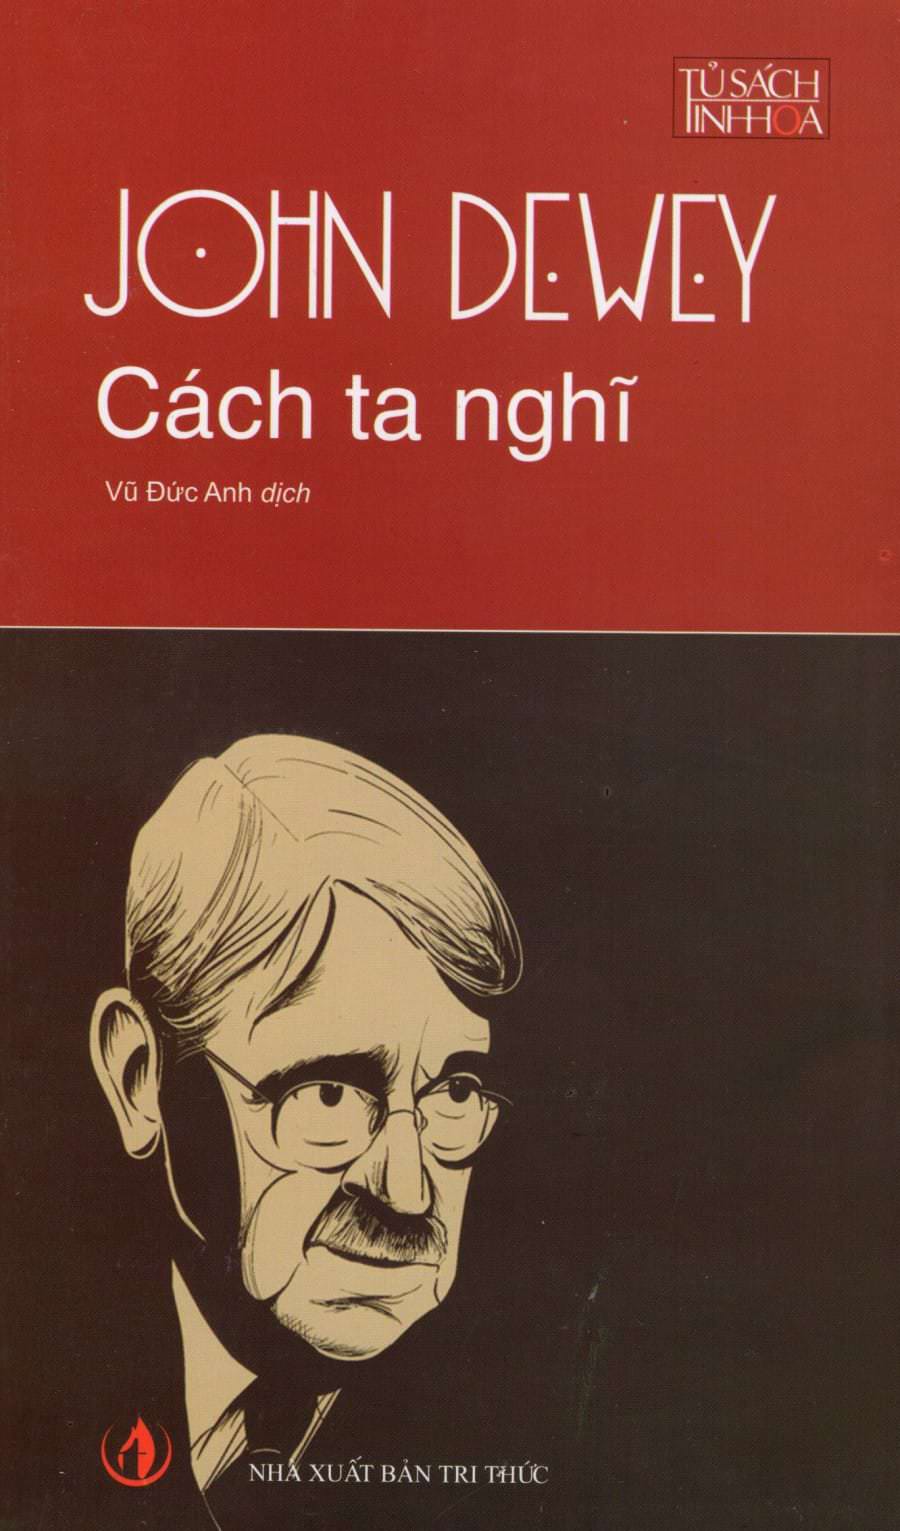 TỦ SÁCH
TINH HOA
JOHN DEWEY
Cách ta nghĩ
Vũ Đức Anh dịch
NHÀ XUẤT BẢN TRI THỨC